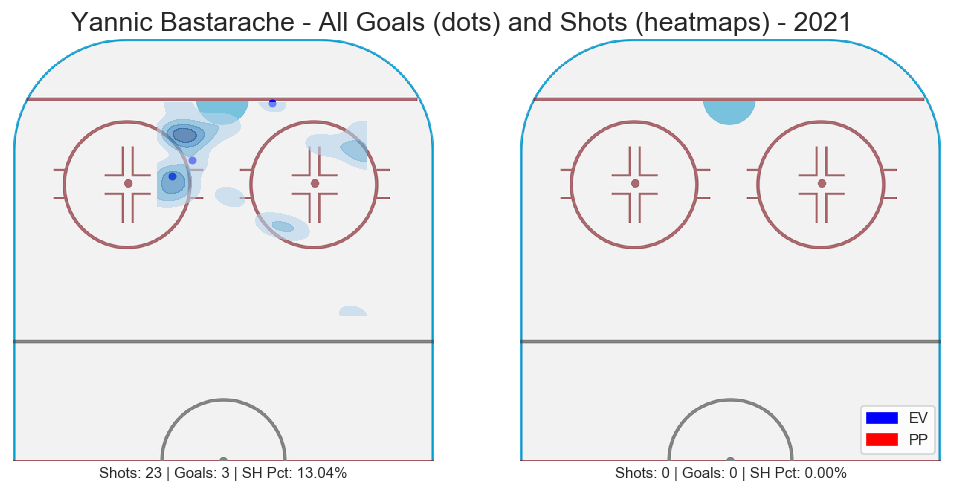 Yannic Bastarache - All Goals (dots) and Shots (heatmaps) - 2021
EV
PP
Shots: 23 | Goals: 3 | SH Pct: 13.04%
Shots: 0 | Goals: 0 | SH Pct: 0.00%